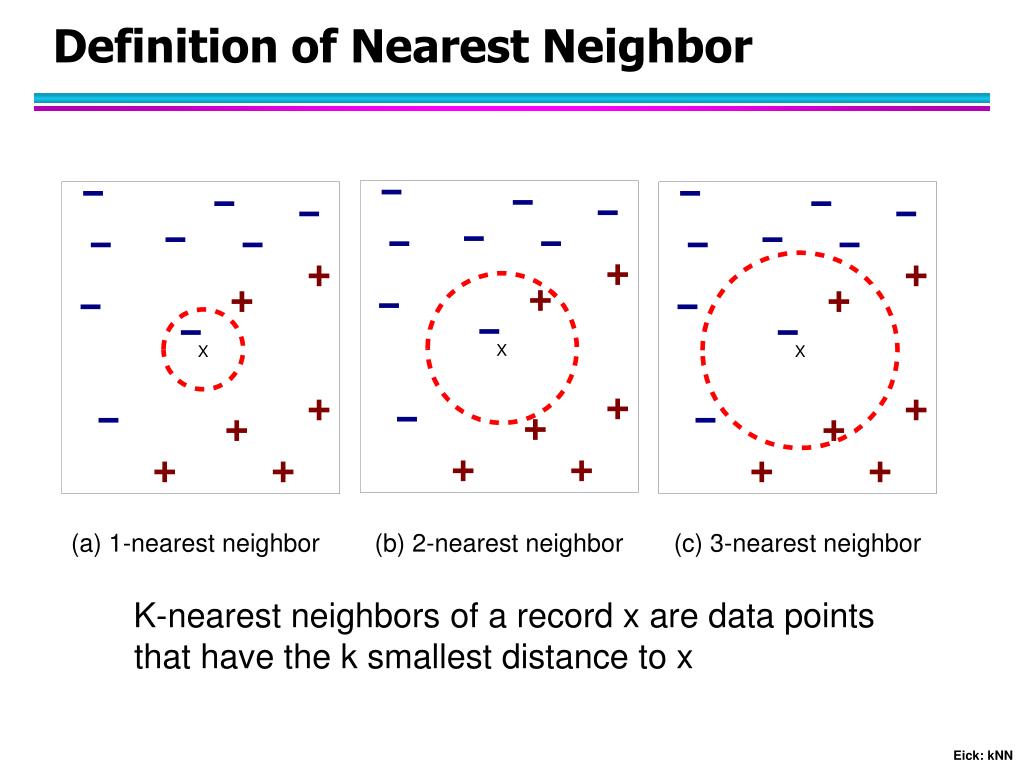 Definition of Nearest Neighbor
X
X
X
(a) 1-nearest neighbor
(b) 2-nearest neighbor
(c) 3-nearest neighbor
K-nearest neighbors of a record x are data points
that have the k smallest distance to x
Eick: kNN